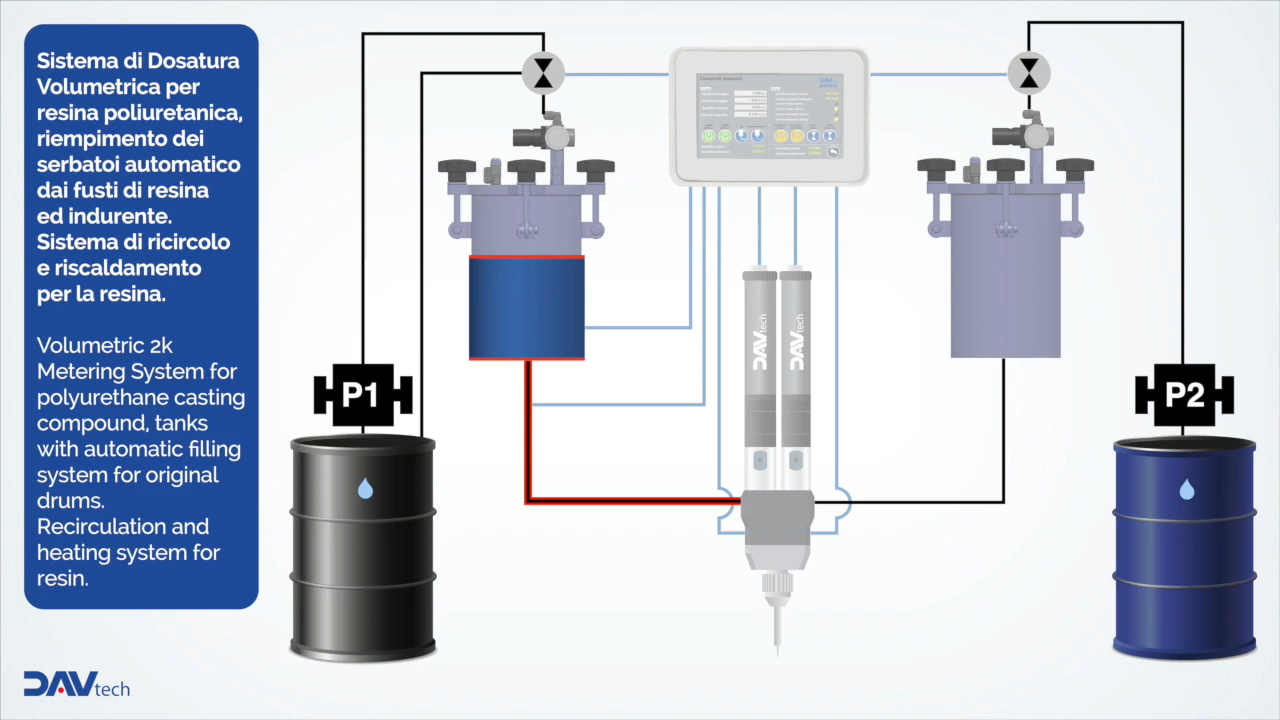 Sistema di Dosatura
Volumetrica per
resina poliuretanica,
riempimento dei
serbatoi automatico
dai fusti di resina
ed indurente.
Sistema di ricircolo
e riscaldamento
per la resina.
Volumetric 2k
Metering System for
polyurethane casting
compound, tanks
with automatic filling
system for original
drums.
Recirculation and
heating system for
resin.
DAVtech
P1
DAVtech
DAVtech
P2